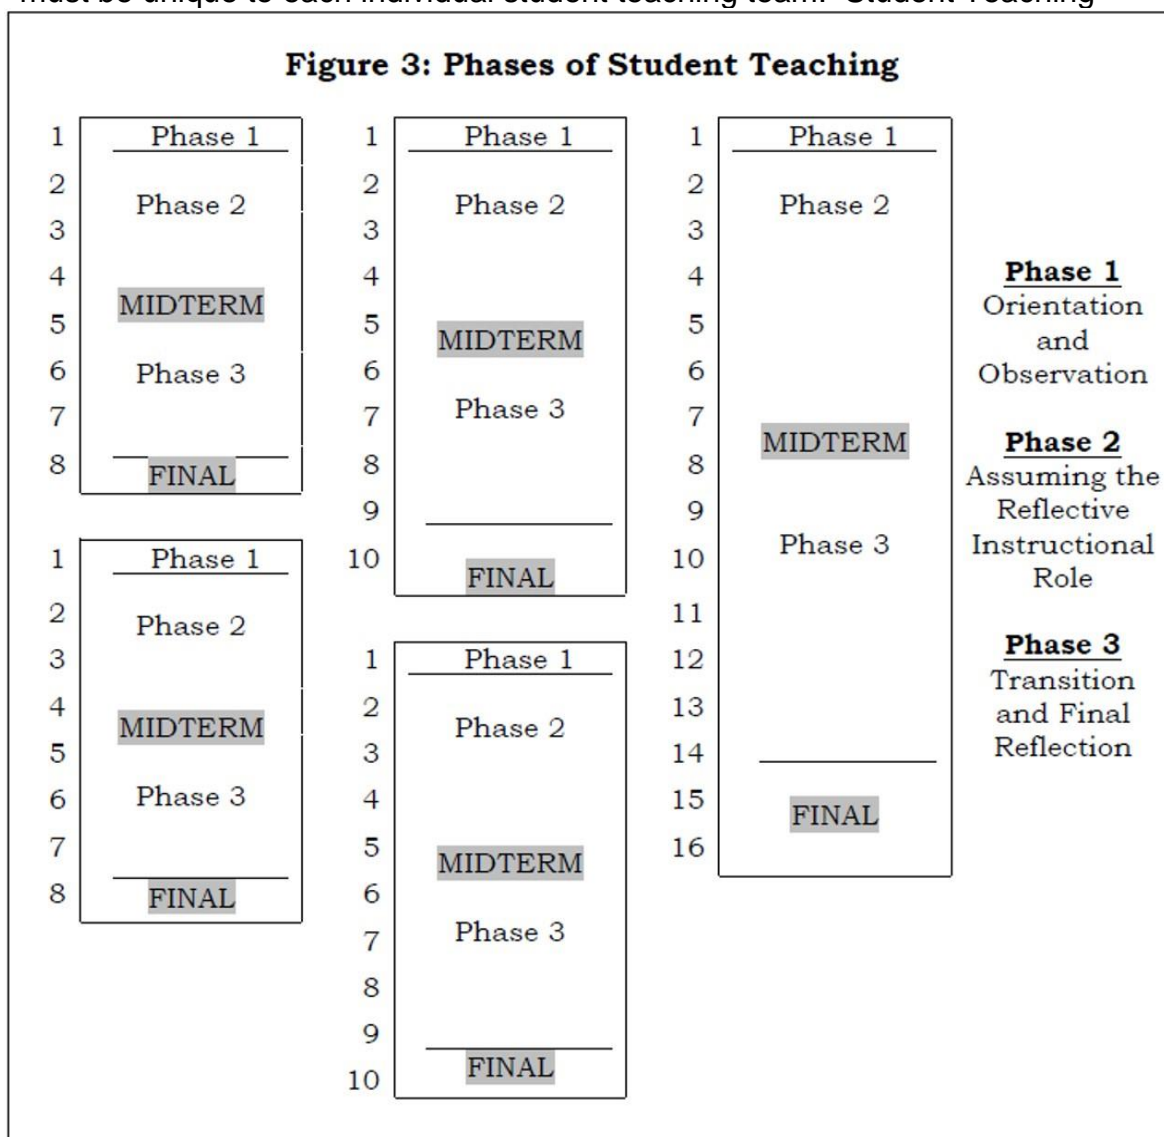 must be unique to each individual student teaching team. Student Teaching
Figure 3: Phases of Student Teaching
1 Phase 1
2
Phase 2
3
4
MIDTERM
5
6 Phase 3
7
8 FINAL
1 Phase 1
2
Phase 2
3
4
MIDTERM
5
6 Phase 3
7
8 FINAL
1 Phase 1
2
Phase 2
3
4
5
MIDTERM
6
7 Phase 3
8
9
10
FINAL
1 Phase 1
2
Phase 2
3
4
5
MIDTERM
6
7 Phase 3
8
9
10 FINAL
1 Phase 1
2
Phase 2
3
4
5
6
7
MIDTERM
8
9
10 Phase 3
11
12
13
14
15
FINAL
16
Phase 1
Orientation
and
Observation
Phase 2
Assuming the
Reflective
Instructional
Role
Phase 3
Transition
and Final
Reflection